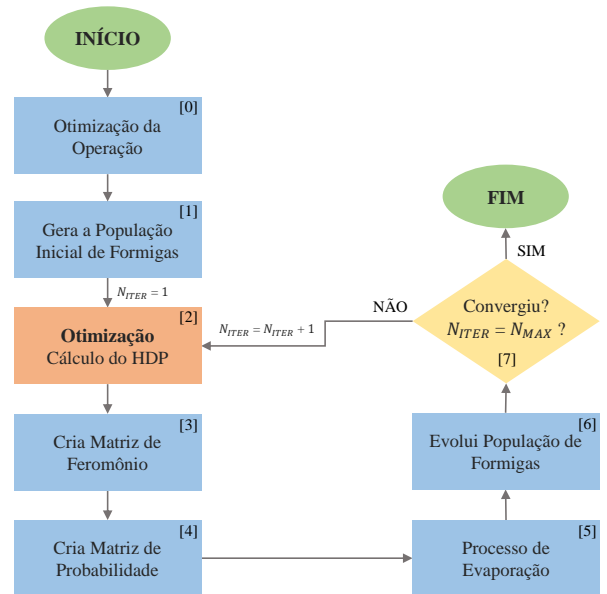 INÍCIO
[0]
Otimização da
Operação
[1]
Gera a População
Inicial de Formigas
N_ITER = 1
[2]
Otimização
Cálculo do HDP
[3]
Cria Matriz de
Feromônio
[4]
Cria Matriz de
Probabilidade
[5]
Processo de
Evaporação
[6]
Evolui População de
Formigas
Convergiu?
N_ITER = N_MAX ?
[7]
NÃO
N_ITER = N_ITER + 1
SIM
FIM